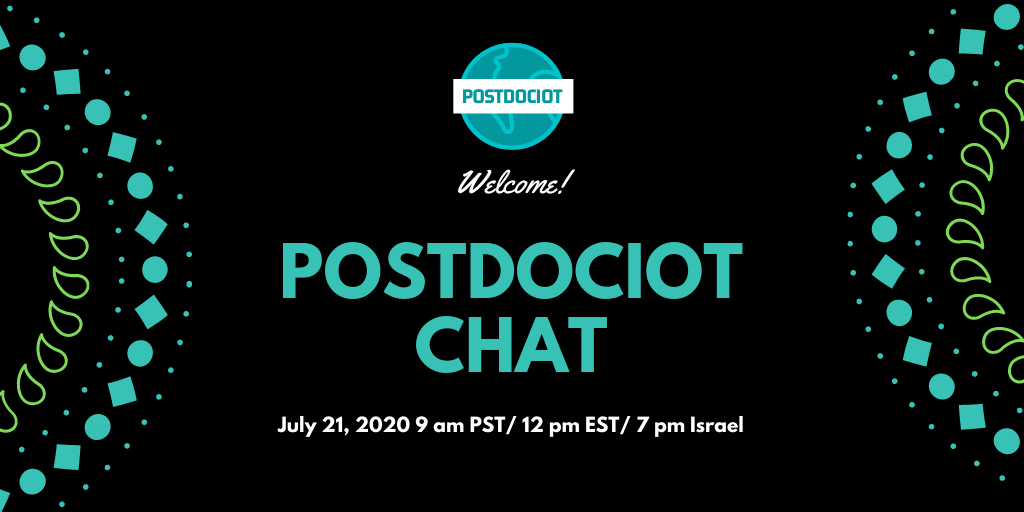 POSTDOCIOT
Welcome!
POSTDOCIOT
CHAT
July 21, 2020 9 am PST/ 12 pm EST/ 7 pm Israel